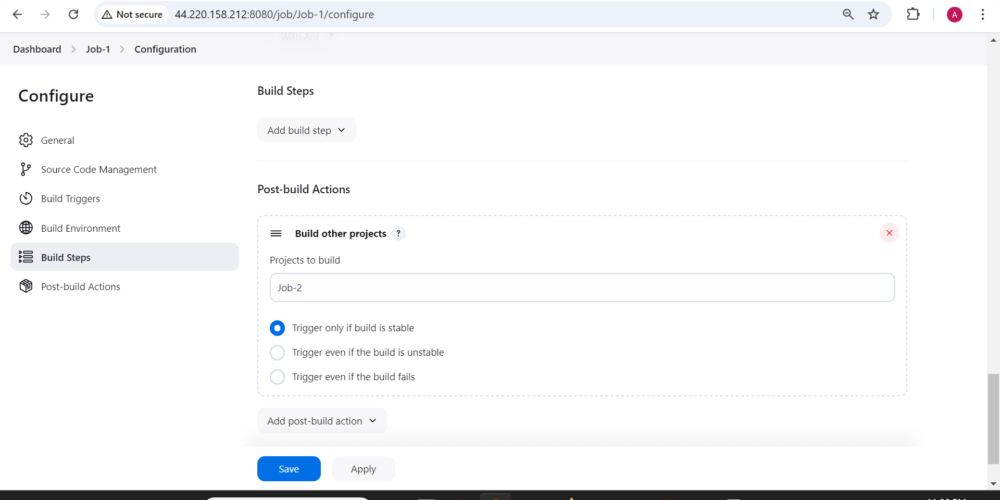 Not secure
44.220.158.212:8080/job/Job-1/configure
A
With Ant ?
Dashboard > Job-1 > Configuration
Configure
General
Source Code Management
Build Triggers
Build Environment
Build Steps
Post-build Actions
Build Steps
Add build step
Post-build Actions
Build other projects ?
Projects to build
Job-2
Trigger only if build is stable
Trigger even if the build is unstable
Trigger even if the build fails
Add post-build action
Save
Apply